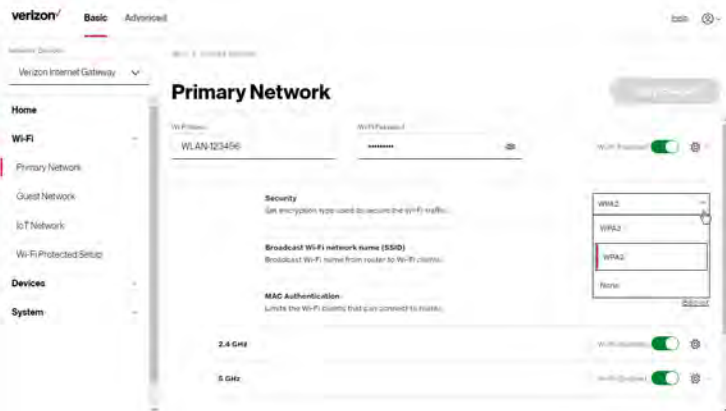 verizon
Basic Advanced
help
Verizon Internet Gateway
Primary Network
Home
Wi-Fi
WLAN-123456
Primary Network
Guest Network
IoT Network
Wi-Fi Protected Setup
Devices
System
Security
Set encryption type used to secure the Wi-Fi traffic.
WPA2
WPA3
WPA2
None
Broadcast Wi-Fi network name (SSID)
Broadcast Wi-Fi name from router to Wi-Fi clients.
MAC Authentication
Limits the Wi-Fi clients that can connect to
2.4 GHz
5 GHz